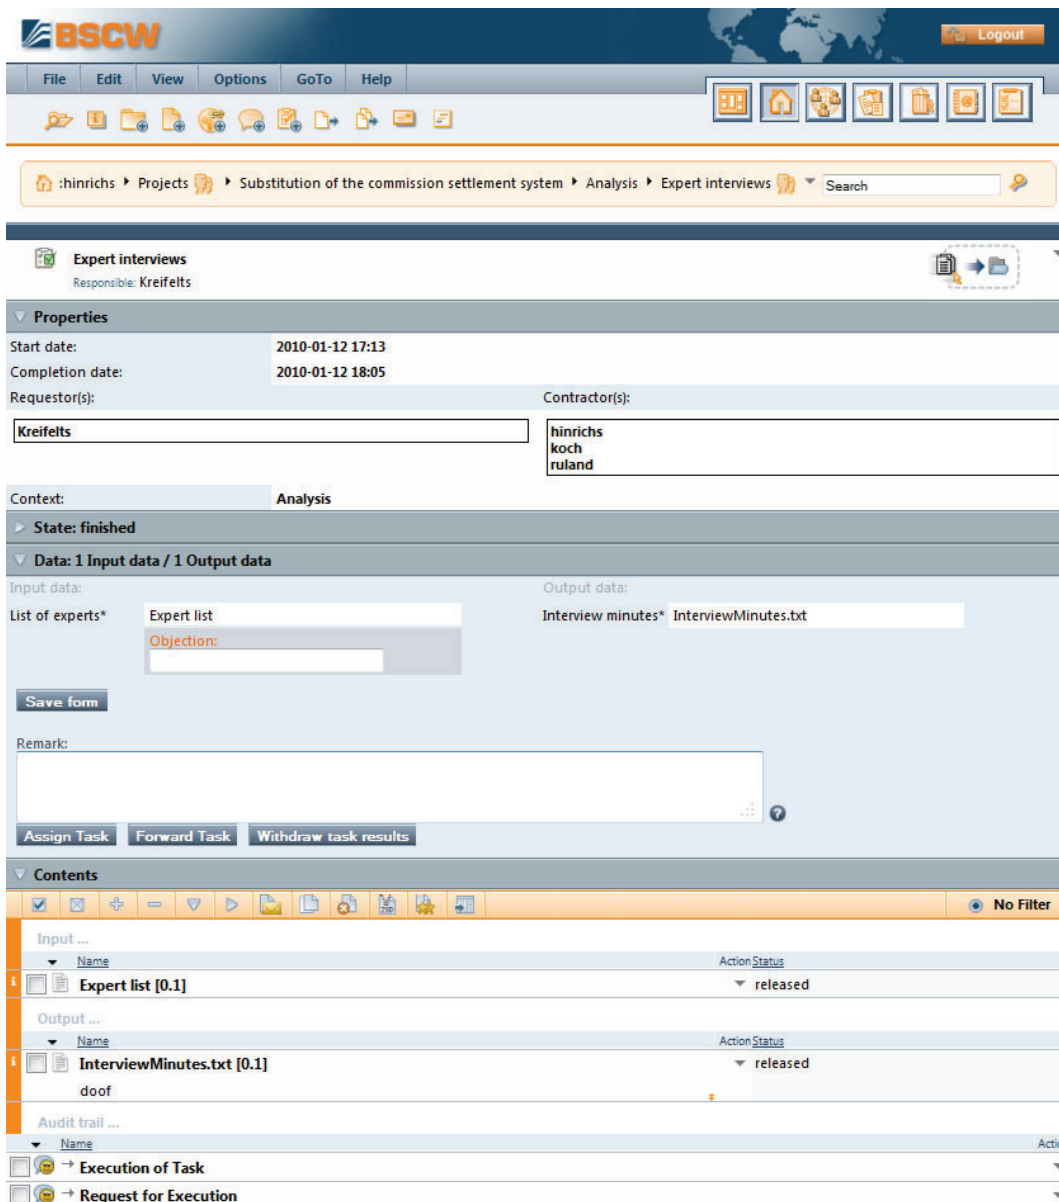 BSCW
Logout
File Edit View Options GoTo Help
:hinrichs Projects Substitution of the commission settlement system Analysis Expert interviews Search
Expert interviews
Responsible: Kreifelts
Properties
Start date: 2010-01-12 17:13
Completion date: 2010-01-12 18:05
Requestor(s): Contractor(s):
Kreifelts hinrichs
koch
ruland
Context: Analysis
State: finished
Data: 1 Input data / 1 Output data
Input data: Output data:
List of experts* Expert list Interview minutes* InterviewMinutes.txt
Objection:
Save form
Remark:
Assign Task Forward Task Withdraw task results
Contents
No Filter
Input ...
Name Action Status
Expert list [0.1] released
Output ...
Name Action Status
InterviewMinutes.txt [0.1] released
doof
Audit trail ...
Name Actio
Execution of Task
Request for Execution